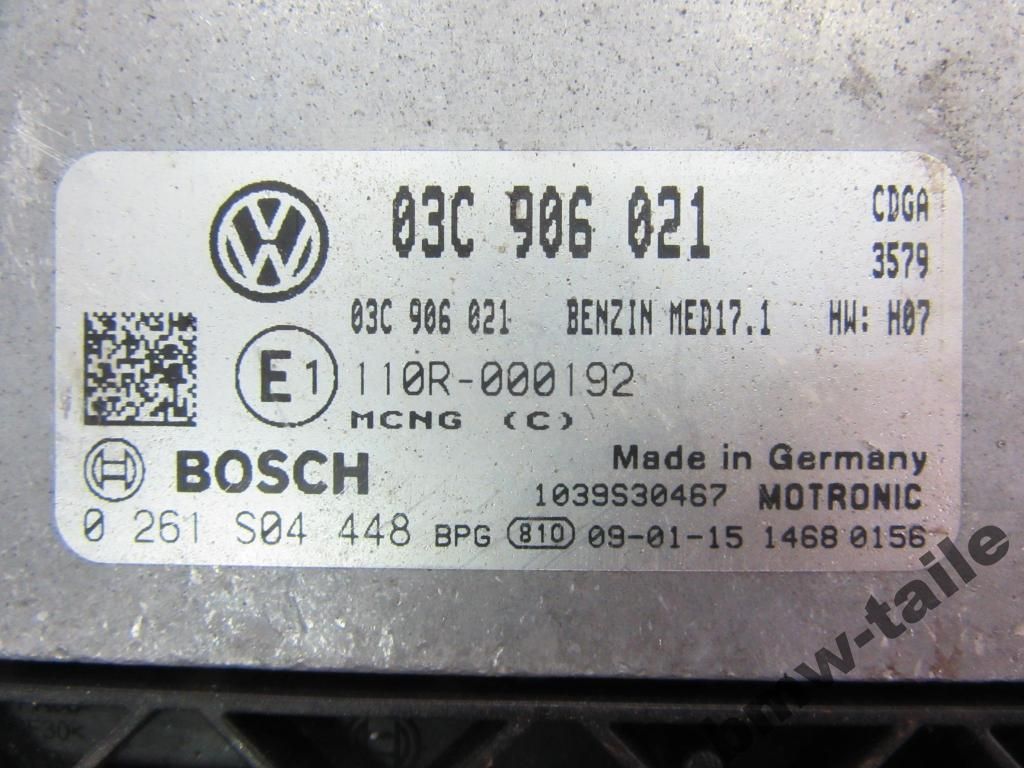 03C 906 021
CDGA
3579
03C 906 021 BENZIN MED17.1 HW: H07
E1 110R-000192
MCNG (C)
BOSCH
Made in Germany
1039S30467 MOTRONIC
0 261 S04 448 BPG 810 09-01-15 1468 0156
bmw-taile